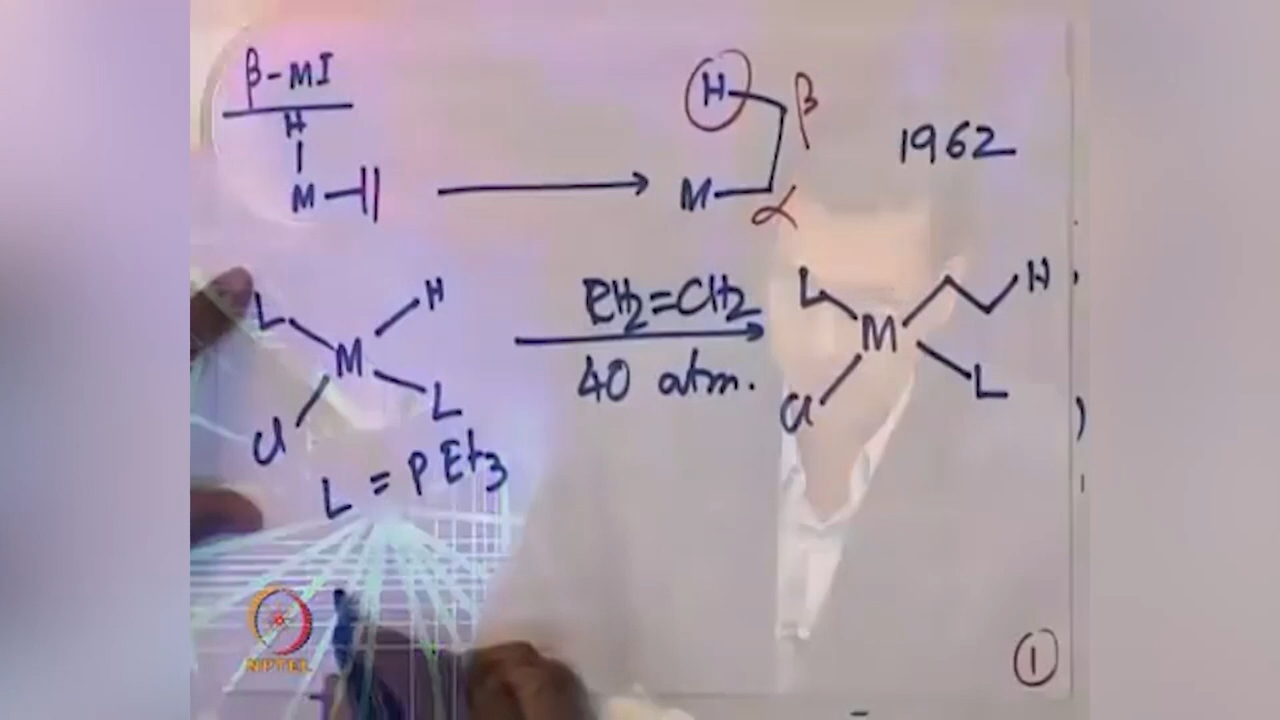 β-MI
H
M
H
β
1962
M
α
L
H
CH2=CH2
L
H
M
M
40 atm.
L
L
Cl
Cl
L = PEt3
NPTEL
1